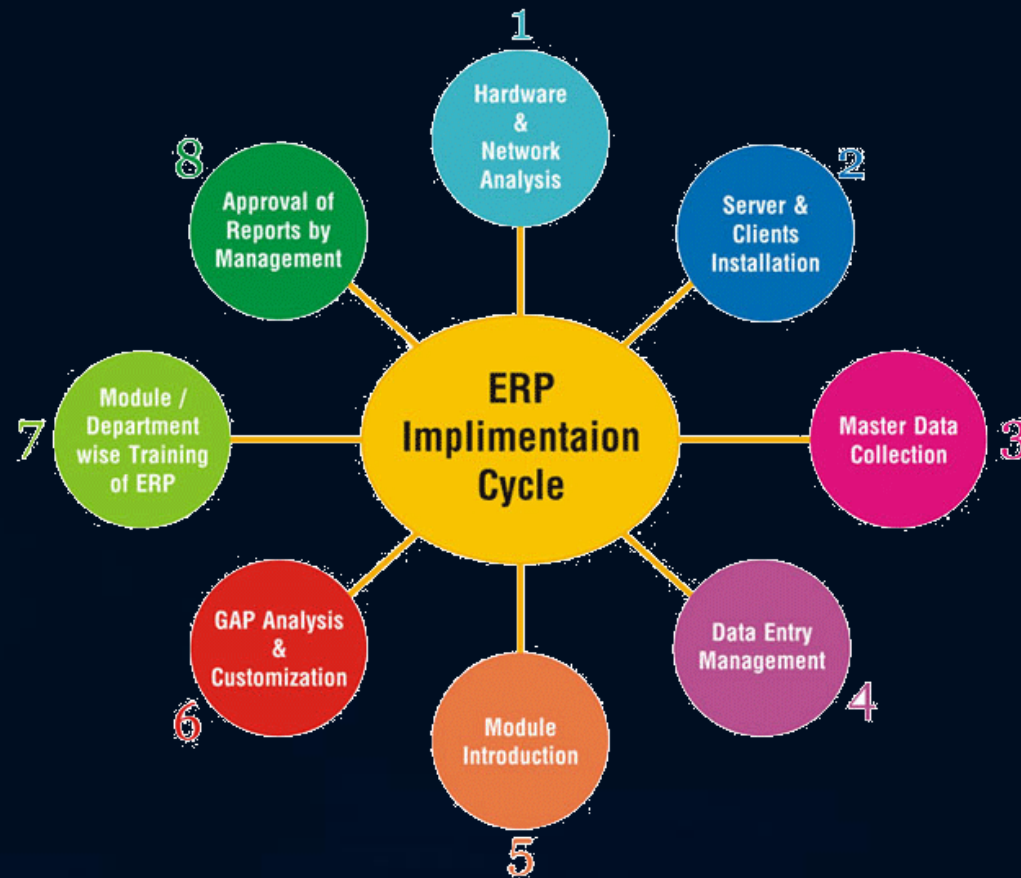 1
Hardware
&
Network
Analysis
2
Server &
Clients
Installation
3
Master Data
Collection
4
Data Entry
Management
5
Module
Introduction
6
GAP Analysis
&
Customization
7
Module /
Department
wise Training
of ERP
8
Approval of
Reports by
Management
ERP
Implimentaion
Cycle